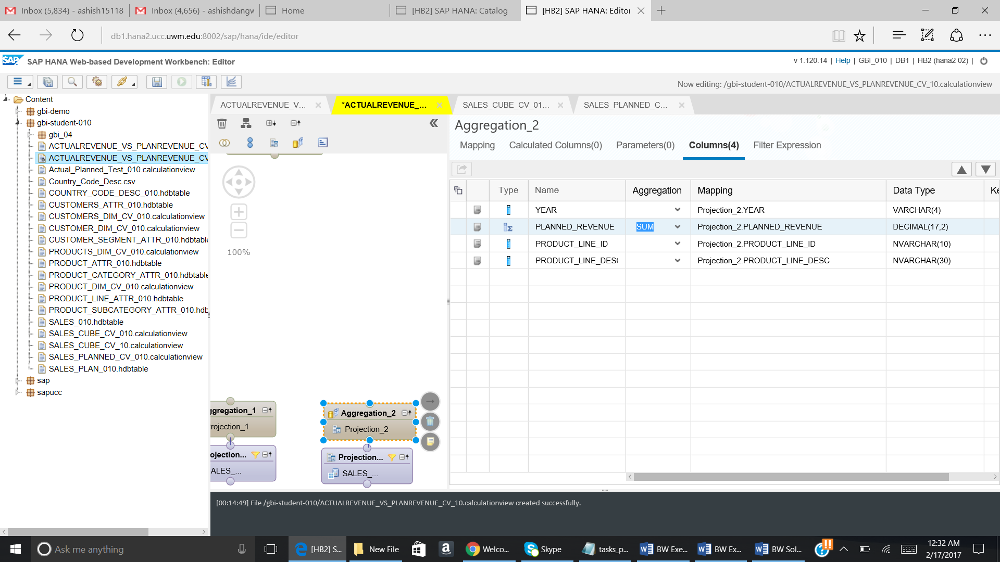 Inbox (5,834) - ashish15118
Inbox (4,656) - ashishdangw
Home
[HB2] SAP HANA: Catalog
[HB2] SAP HANA: Editor
db1.hana2.ucc.uwm.edu:8002/sap/hana/ide/editor
SAP SAP HANA Web-based Development Workbench: Editor
v 1.120.14 | Help | GBI_010 | DB1 | HB2 (hana2 02) |
Now editing: /gbi-student-010/ACTUALREVENUE_VS_PLANREVENUE_CV_10.calculationview
Content
gbi-demo
gbi-student-010
gbi_04
ACTUALREVENUE_VS_PLANREVENUE_CV
ACTUALREVENUE_VS_PLANREVENUE_CV
Actual_Planned_Test_010.calculationview
Country_Code_Desc.csv
COUNTRY_CODE_DESC_010.hdbtable
CUSTOMERS_ATTR_010.hdbtable
CUSTOMERS_DIM_CV_010.calculationview
CUSTOMER_DIM_CV_010.calculationview
CUSTOMER_SEGMENT_ATTR_010.hdbtable
PRODUCTS_DIM_CV_010.calculationview
PRODUCT_ATTR_010.hdbtable
PRODUCT_CATEGORY_ATTR_010.hdbtable
PRODUCT_DIM_CV_010.calculationview
PRODUCT_LINE_ATTR_010.hdbtable
PRODUCT_SUBCATEGORY_ATTR_010.hdb
SALES_010.hdbtable
SALES_CUBE_CV_010.calculationview
SALES_CUBE_CV_10.calculationview
SALES_PLANNED_CV_010.calculationview
SALES_PLAN_010.hdbtable
sap
sapucc
ACTUALREVENUE_V...
*ACTUALREVENUE_...
SALES_CUBE_CV_01...
SALES_PLANNED_C...
100%
ggregation_1
rojection_1
ojection...
ALES_...
Aggregation_2
Projection_2
Projection...
SALES_...
Aggregation_2
Mapping Calculated Columns(0) Parameters(0) Columns(4) Filter Expression
Type Name Aggregation Mapping Data Type Ke
YEAR Projection_2.YEAR VARCHAR(4)
PLANNED_REVENUE SUM Projection_2.PLANNED_REVENUE DECIMAL(17,2)
PRODUCT_LINE_ID Projection_2.PRODUCT_LINE_ID NVARCHAR(10)
PRODUCT_LINE_DESC Projection_2.PRODUCT_LINE_DESC NVARCHAR(30)
[00:14:49] File /gbi-student-010/ACTUALREVENUE_VS_PLANREVENUE_CV_10.calculationview created successfully.
Ask me anything
[HB2] S...
New File
a
Welco...
Skype
tasks_p...
BW Exe...
BW Ex...
BW Sol...
12:32 AM
2/17/2017